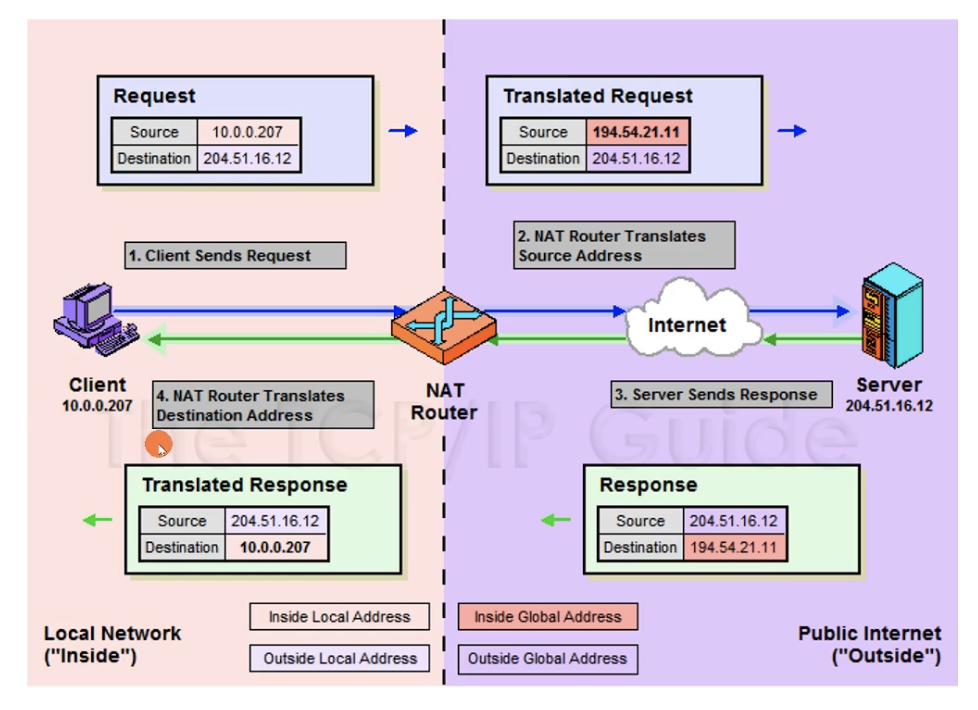 Request
Source 10.0.0.207
Destination 204.51.16.12
Translated Request
Source 194.54.21.11
Destination 204.51.16.12
1. Client Sends Request
2. NAT Router Translates
Source Address
Internet
Client
10.0.0.207
NAT
Router
Server
204.51.16.12
4. NAT Router Translates
Destination Address
3. Server Sends Response
The TCP/IP Guide
Translated Response
Source 204.51.16.12
Destination 10.0.0.207
Response
Source 204.51.16.12
Destination 194.54.21.11
Inside Local Address
Inside Global Address
Outside Local Address
Outside Global Address
Local Network
("Inside")
Public Internet
("Outside")